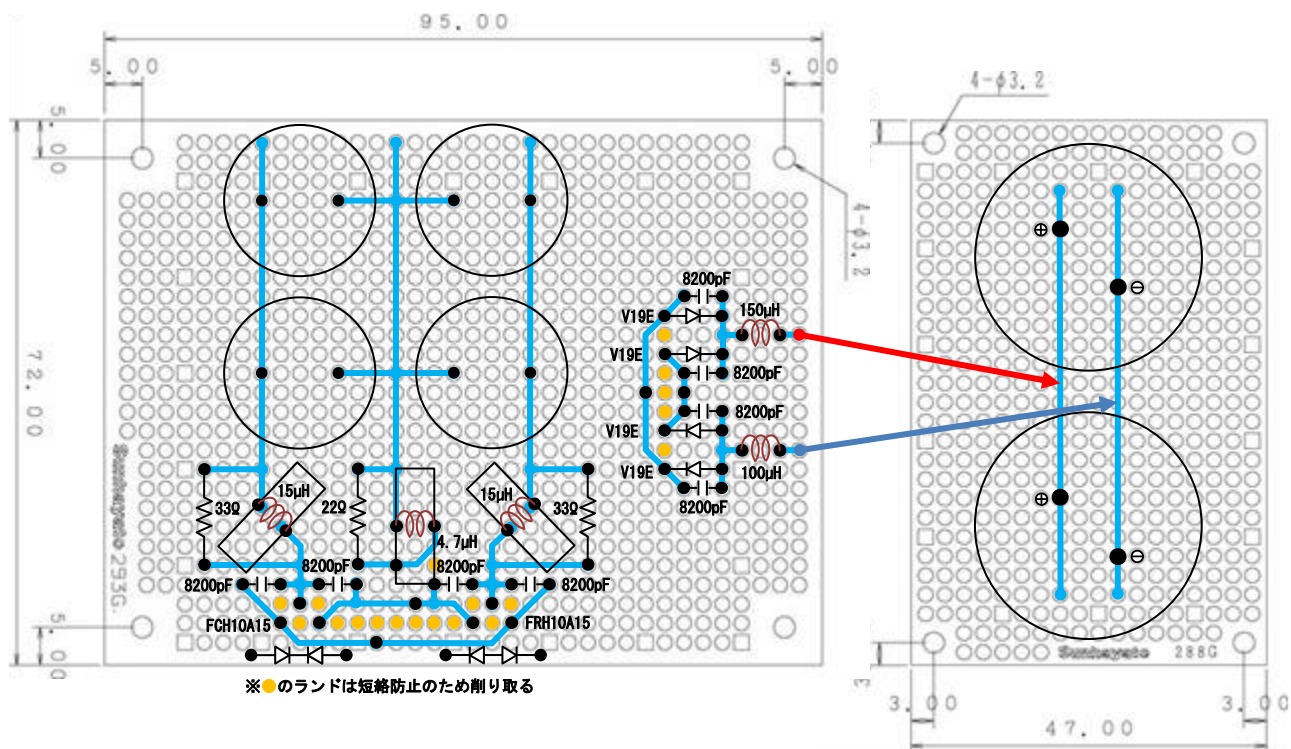 95.00
5.00
5.00
4-φ3.2
5.00
4-φ3.2
8200pF
150μH
V19E
⊕
⊖
V19E
8200pF
72.00
8200pF
V19E
V19E
100μH
8200pF
Sunhayato 293G.
15μH
15μH
33Ω
22Ω
33Ω
⊕
4.7μH
8200pF
8200pF
⊖
8200pF
8200pF
FCH10A15
FRH10A15
5.00
Sunhayato 288G
※●のランドは短絡防止のため削り取る
3.00
3.00
47.00